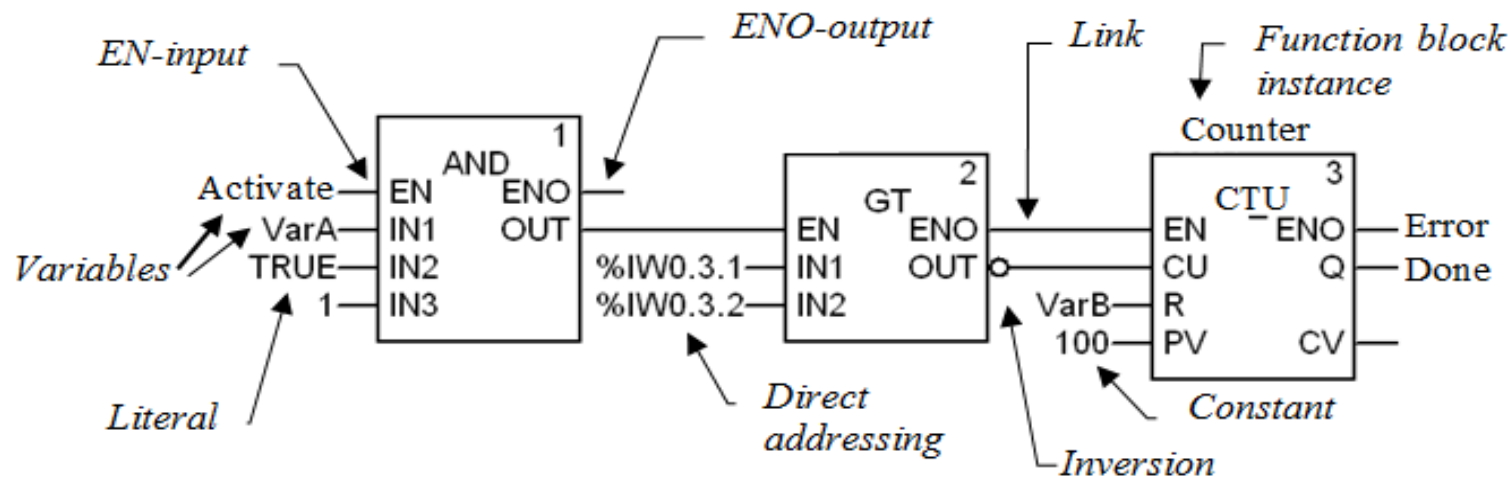 EN-input
ENO-output
Link
Function block
instance
Variables
Activate
VarA
TRUE
1
Literal
1
AND
EN ENO
IN1 OUT
IN2
IN3
%IW0.3.1
%IW0.3.2
Direct
addressing
2
GT
EN ENO
IN1 OUT
IN2
Inversion
Counter
3
CTU
EN ENO
CU Q
R
PV CV
VarB
100
Constant
Error
Done